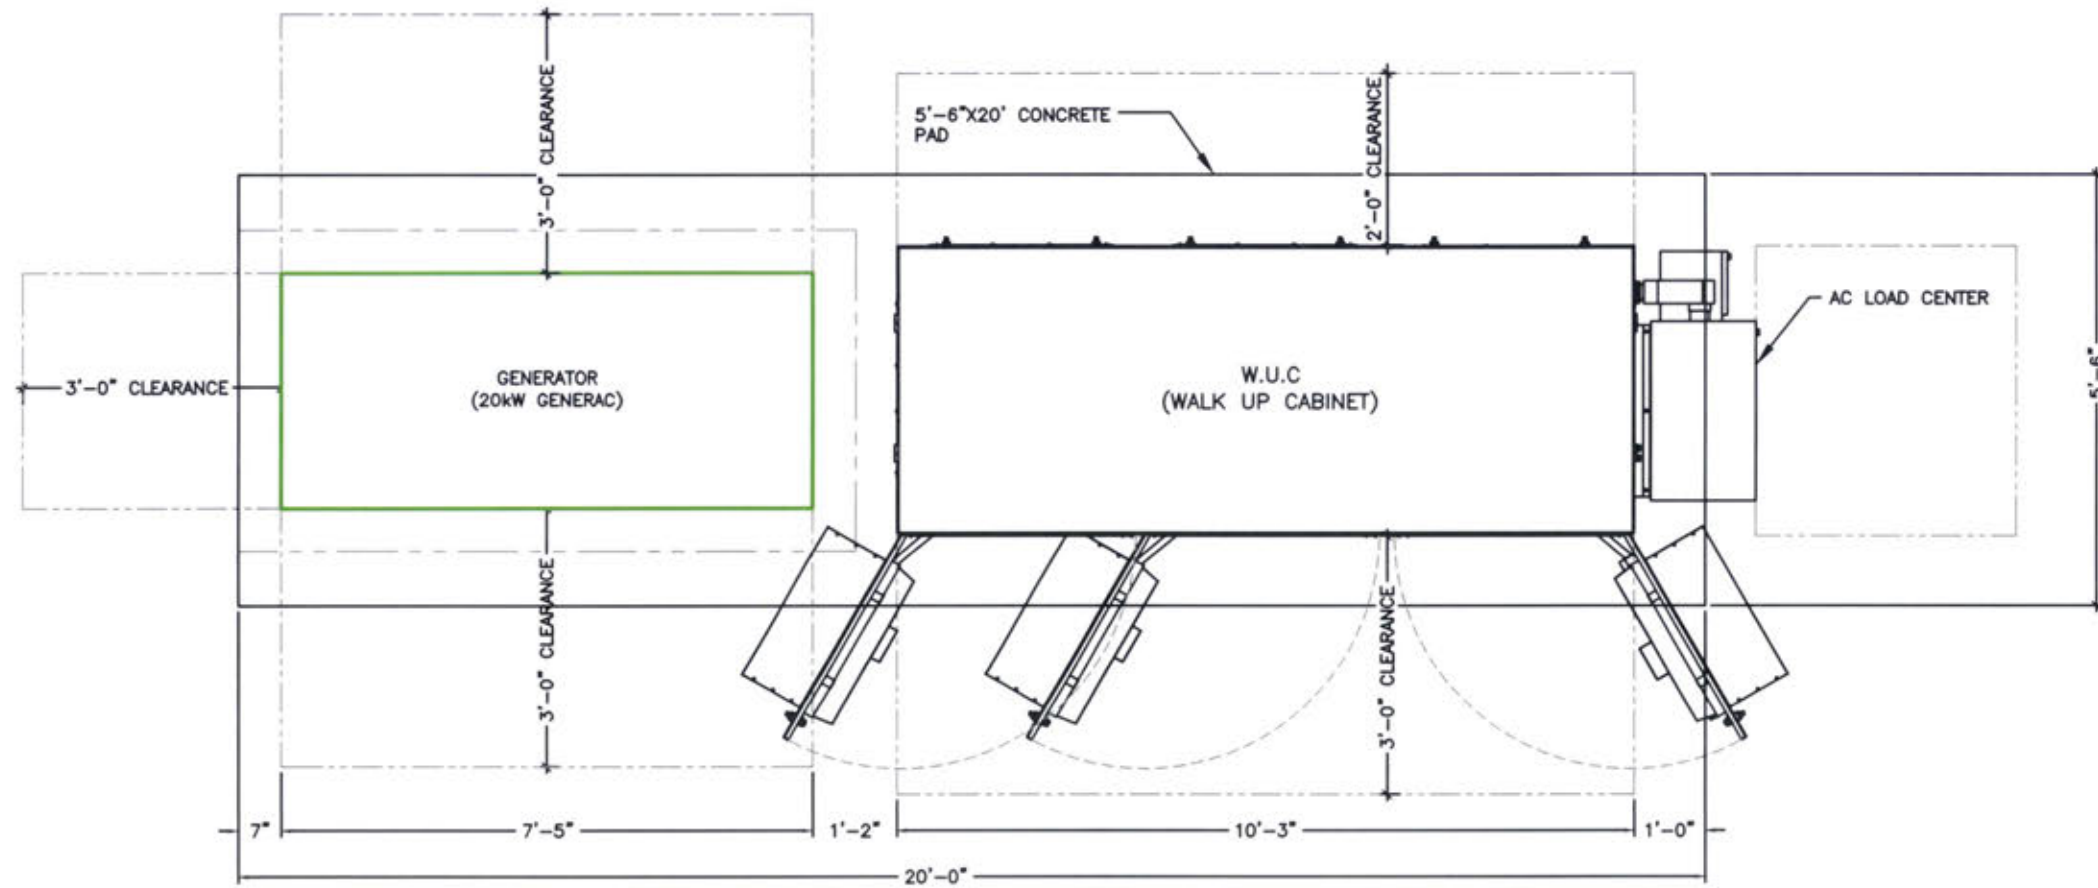 3'-0" CLEARANCE
2'-0" CLEARANCE
5'-6"X20' CONCRETE
PAD
AC LOAD CENTER
GENERATOR
(20kW GENERAC)
W.U.C
(WALK UP CABINET)
3'-0" CLEARANCE
5'-6"
3'-0" CLEARANCE
3'-0" CLEARANCE
7"
7'-5"
1'-2"
10'-3"
1'-0"
20'-0"